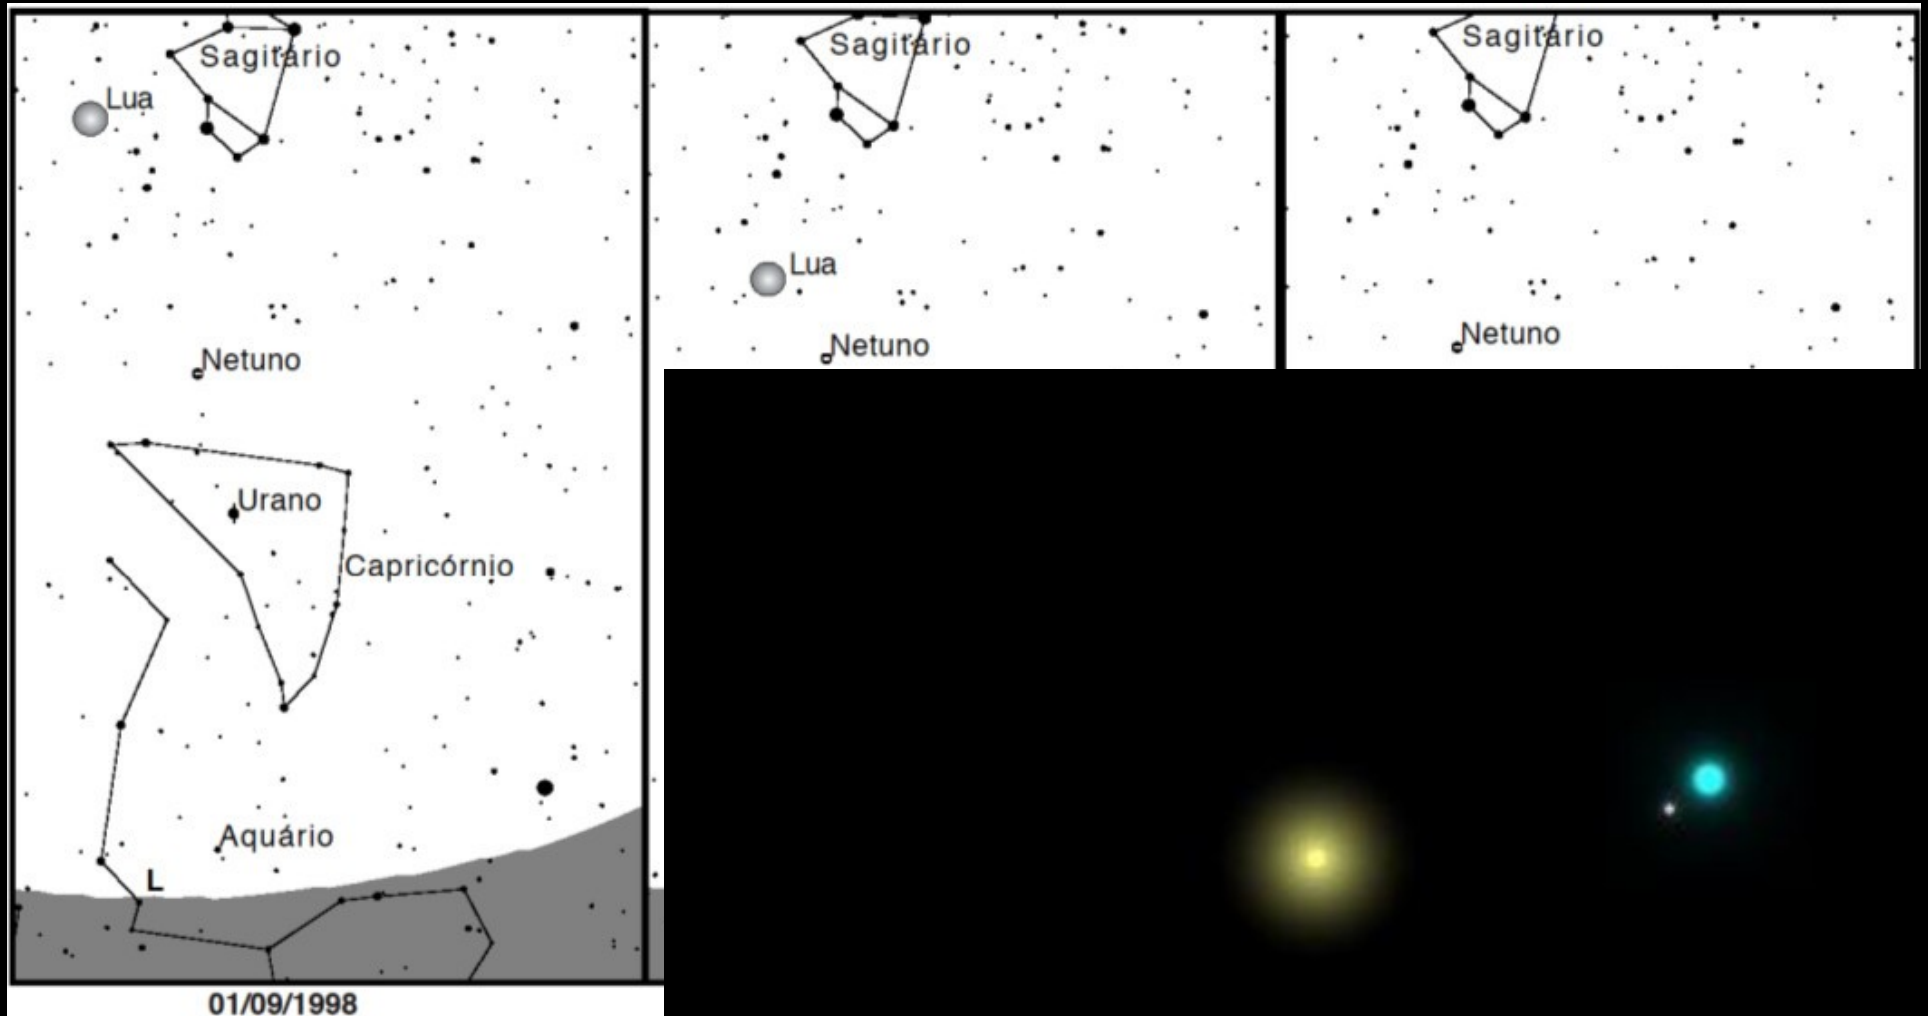 Sagitário
Lua
Netuno
Urano
Capricórnio
Aquário
L
01/09/1998
Sagitário
Lua
Netuno
Sagitário
Netuno